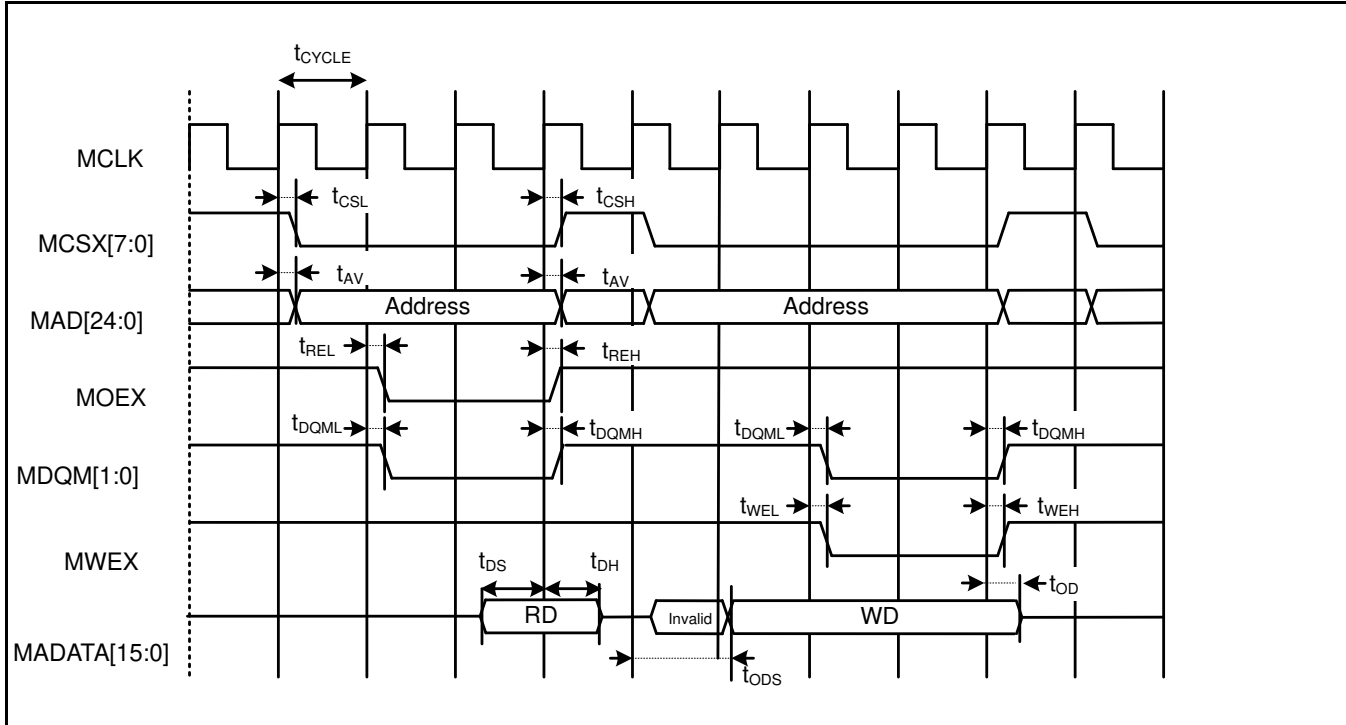 tCYCLE
MCLK
tCSL
tCSH
MCSX[7:0]
tAV
tAV
Address
Address
MAD[24:0]
tREL
tREH
MOEX
tDQML
tDQMH
tDQML
tDQMH
MDQM[1:0]
tWEL
tWEH
MWEX
tDS
tDH
tOD
RD
Invalid
WD
MADATA[15:0]
tODS